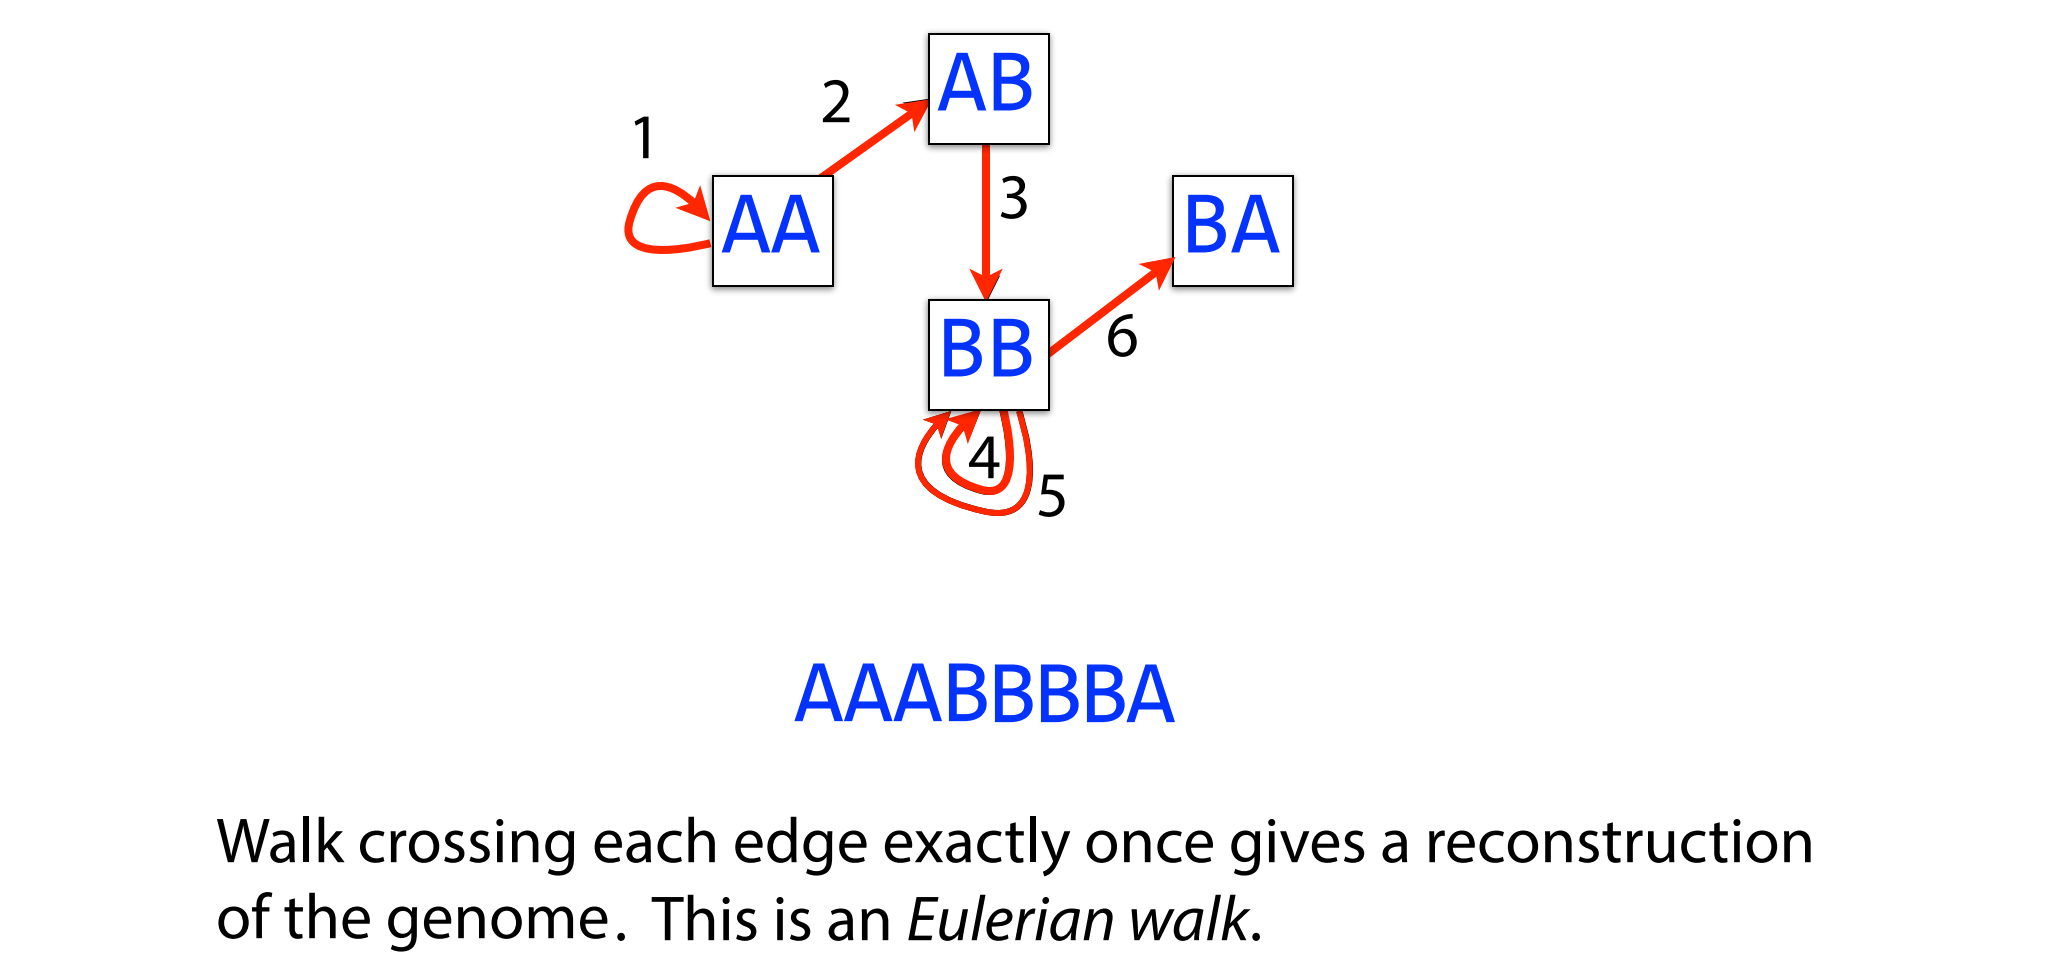 AB
2
1
AA
3
BA
BB
6
4
5
AAABBBBA
Walk crossing each edge exactly once gives a reconstruction
of the genome. This is an Eulerian walk.